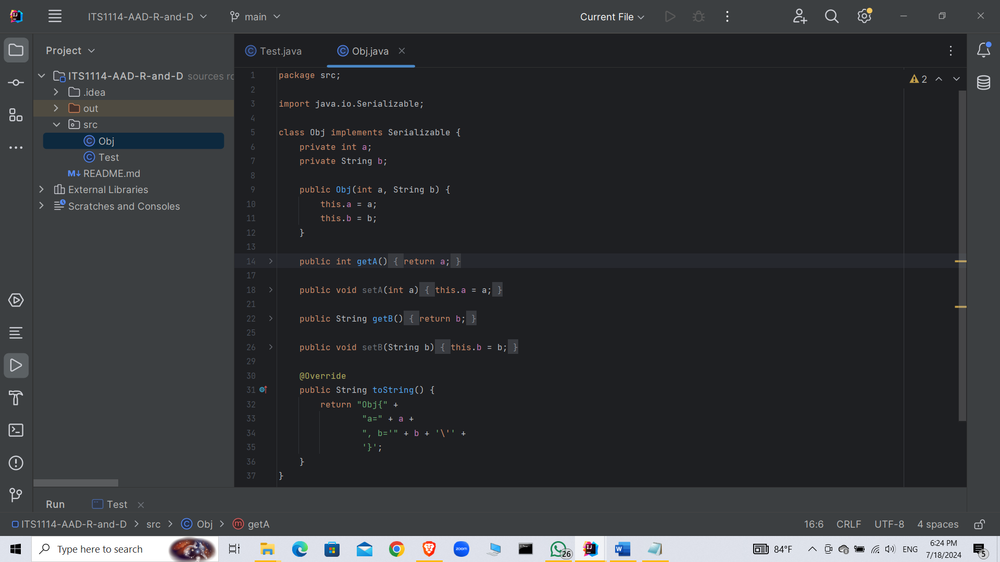 ITS1114-AAD-R-and-D
main
Current File
Project
ITS1114-AAD-R-and-D sources ro
.idea
out
src
Obj
Test
README.md
External Libraries
Scratches and Consoles
Test.java
Obj.java
2
1 package src;
2
3 import java.io.Serializable;
4
5 class Obj implements Serializable {
6 private int a;
7 private String b;
8
9 public Obj(int a, String b) {
10 this.a = a;
11 this.b = b;
12 }
13
14 public int getA() { return a; }
17
18 public void setA(int a) { this.a = a; }
21
22 public String getB() { return b; }
25
26 public void setB(String b) { this.b = b; }
29
30 @Override
31 public String toString() {
32 return "Obj{" +
33 "a=" + a +
34 ", b='" + b + '\'' +
35 '}';
36 }
37 }
Run Test
ITS1114-AAD-R-and-D > src > Obj > getA
16:6 CRLF UTF-8 4 spaces
Type here to search
zoom
26
84°F
ENG
6:24 PM
7/18/2024
5